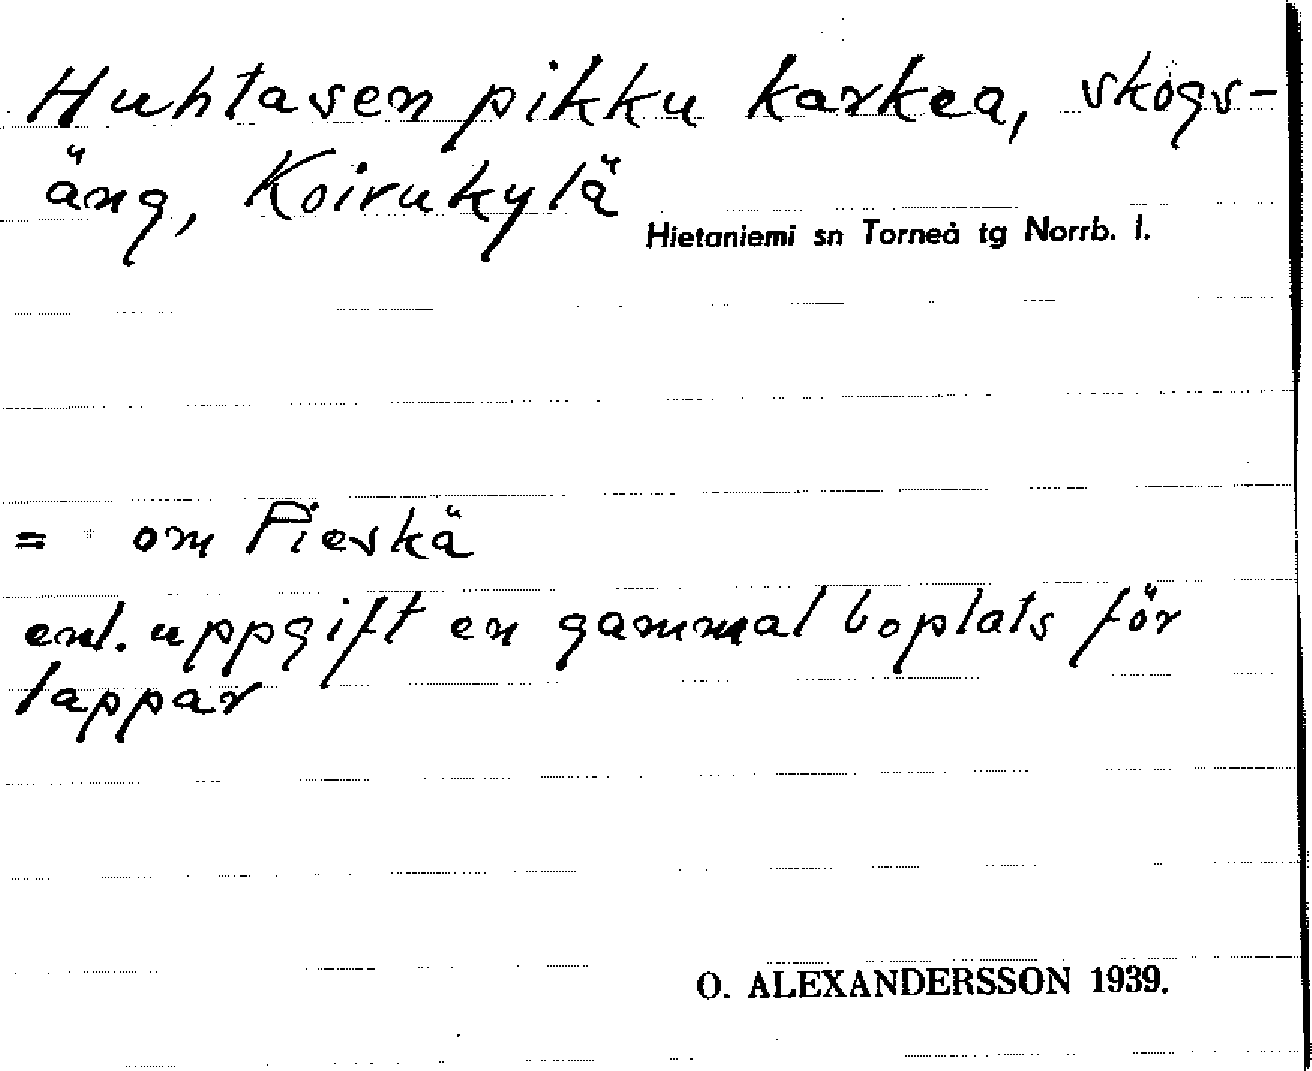 Huhtasen pikku karkea, skogs-
äng, Koirukylä
Hietaniemi sn Torneå tg Norrb. l.
= om Pieskä
enl. uppgift en gammal boplats för
lappar
O. ALEXANDERSSON 1939.